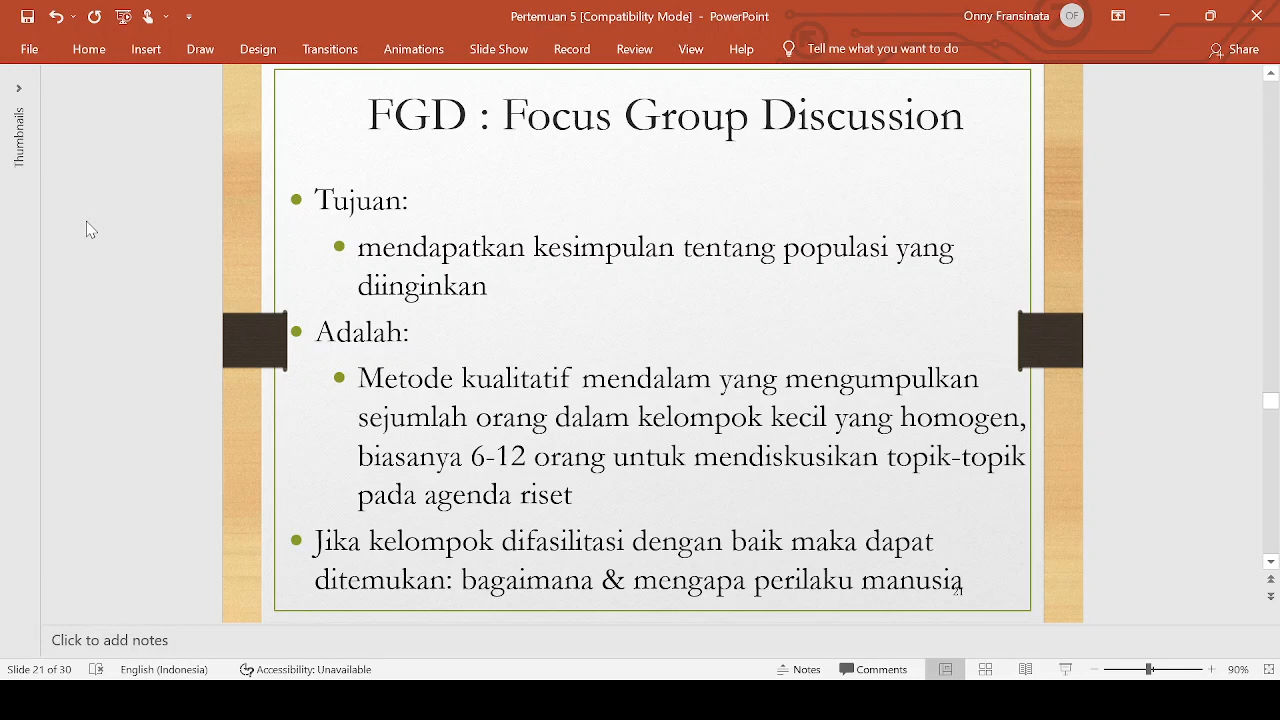 Pertemuan 5 [Compatibility Mode] - PowerPoint
Onny Fransinata
OF
File Home Insert Draw Design Transitions Animations Slide Show Record Review View Help Tell me what you want to do Share
Thumbnails
FGD : Focus Group Discussion
Tujuan:
mendapatkan kesimpulan tentang populasi yang
diinginkan
Adalah:
Metode kualitatif mendalam yang mengumpulkan
sejumlah orang dalam kelompok kecil yang homogen,
biasanya 6-12 orang untuk mendiskusikan topik-topik
pada agenda riset
Jika kelompok difasilitasi dengan baik maka dapat
ditemukan: bagaimana & mengapa perilaku manusia
21
Click to add notes
Slide 21 of 30 English (Indonesia) Accessibility: Unavailable Notes Comments 90%